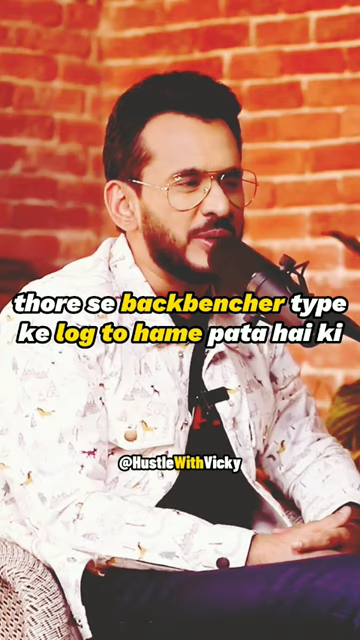 thore se backbencher type
ke log to hame pata hai ki
@HustleWithVicky